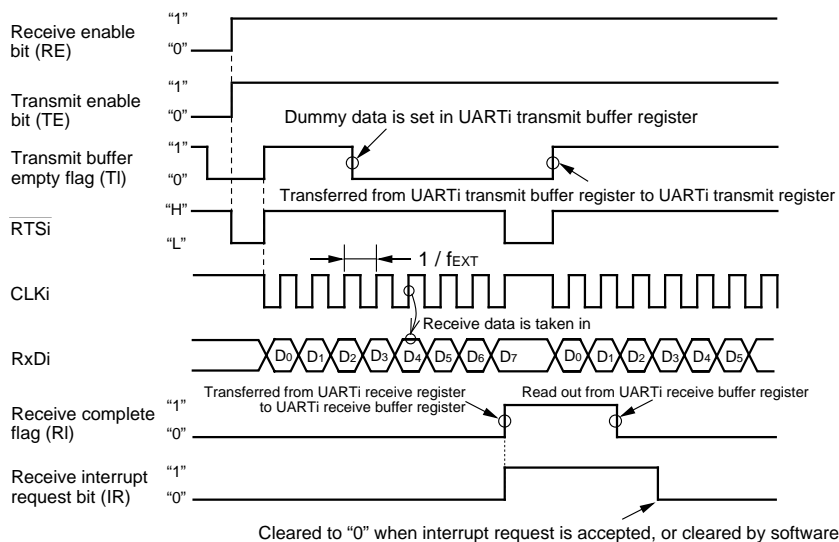 Receive enable
bit (RE)
“1”
“0”
Transmit enable
bit (TE)
“1”
“0”
Dummy data is set in UARTi transmit buffer register
Transmit buffer
empty flag (TI)
“1”
“0”
Transferred from UARTi transmit buffer register to UARTi transmit register
RTSi
“H”
“L”
1 / fEXT
CLKi
Receive data is taken in
RxDi
D0 D1 D2 D3 D4 D5 D6 D7 D0 D1 D2 D3 D4 D5
Transferred from UARTi receive register
to UARTi receive buffer register
Read out from UARTi receive buffer register
Receive complete
flag (RI)
“1”
“0”
Receive interrupt
request bit (IR)
“1”
“0”
Cleared to “0” when interrupt request is accepted, or cleared by software